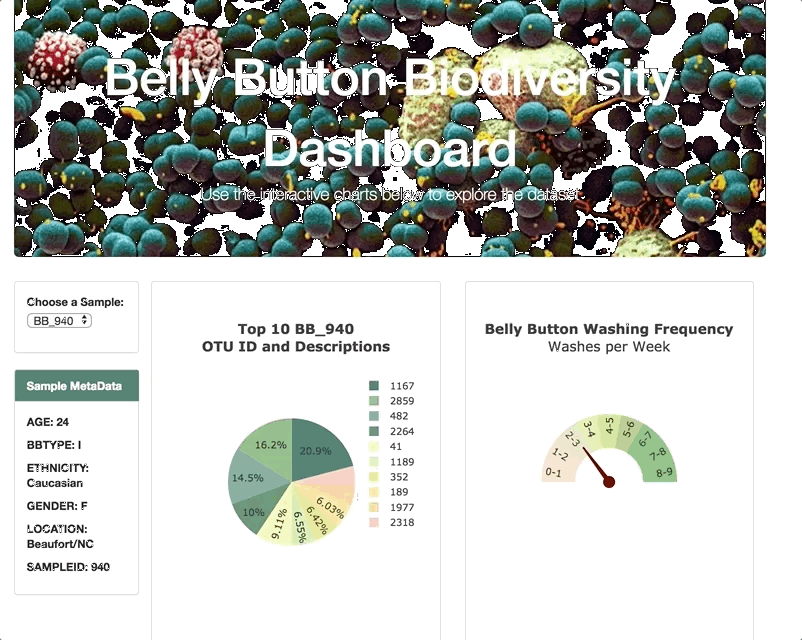 Belly Button Biodiversity
Dashboard
Use the interactive charts below to explore the dataset
Choose a Sample:
BB_940
Sample MetaData
AGE: 24
BBTYPE: I
ETHNICITY:
Caucasian
GENDER: F
LOCATION:
Beaufort/NC
SAMPLEID: 940
Top 10 BB_940
OTU ID and Descriptions
20.9%
16.2%
14.5%
10%
9.11%
6.55%
6.42%
6.03%
1167
2859
482
2264
41
1189
352
189
1977
2318
Belly Button Washing Frequency
Washes per Week
0-1
1-2
2-3
3-4
4-5
5-6
6-7
7-8
8-9